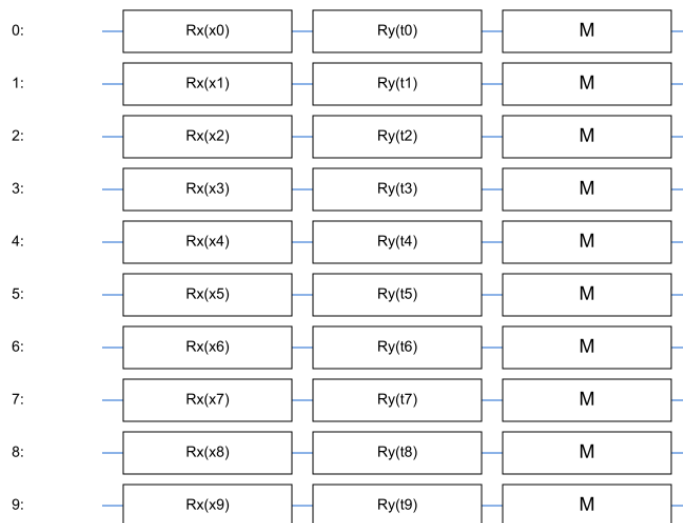 0: Rx(x0) Ry(t0) M
1: Rx(x1) Ry(t1) M
2: Rx(x2) Ry(t2) M
3: Rx(x3) Ry(t3) M
4: Rx(x4) Ry(t4) M
5: Rx(x5) Ry(t5) M
6: Rx(x6) Ry(t6) M
7: Rx(x7) Ry(t7) M
8: Rx(x8) Ry(t8) M
9: Rx(x9) Ry(t9) M